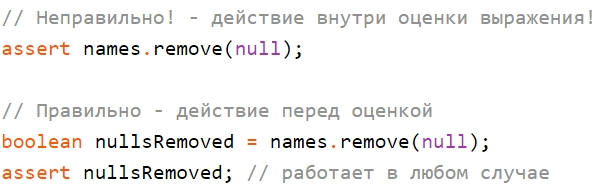 // Неправильно! - действие внутри оценки выражения!
assert names.remove(null);
// Правильно - действие перед оценкой
boolean nullsRemoved = names.remove(null);
assert nullsRemoved; // работает в любом случае